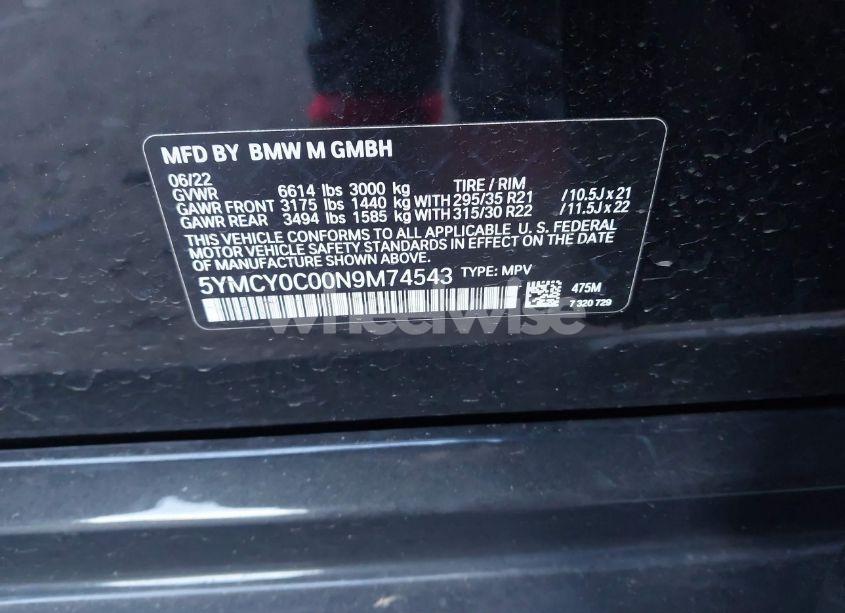 MFD BY BMW M GMBH
06/22 TIRE / RIM
GVWR 6614 lbs 3000 kg
GAWR FRONT 3175 lbs 1440 kg WITH 295/35 R21 /10.5J x 21
GAWR REAR 3494 lbs 1585 kg WITH 315/30 R22 /11.5J x 22
THIS VEHICLE CONFORMS TO ALL APPLICABLE U. S. FEDERAL
MOTOR VEHICLE SAFETY STANDARDS IN EFFECT ON THE DATE
OF MANUFACTURE SHOWN ABOVE.
5YMCY0C00N9M74543 TYPE: MPV
475M
7 320 729
wheelwise